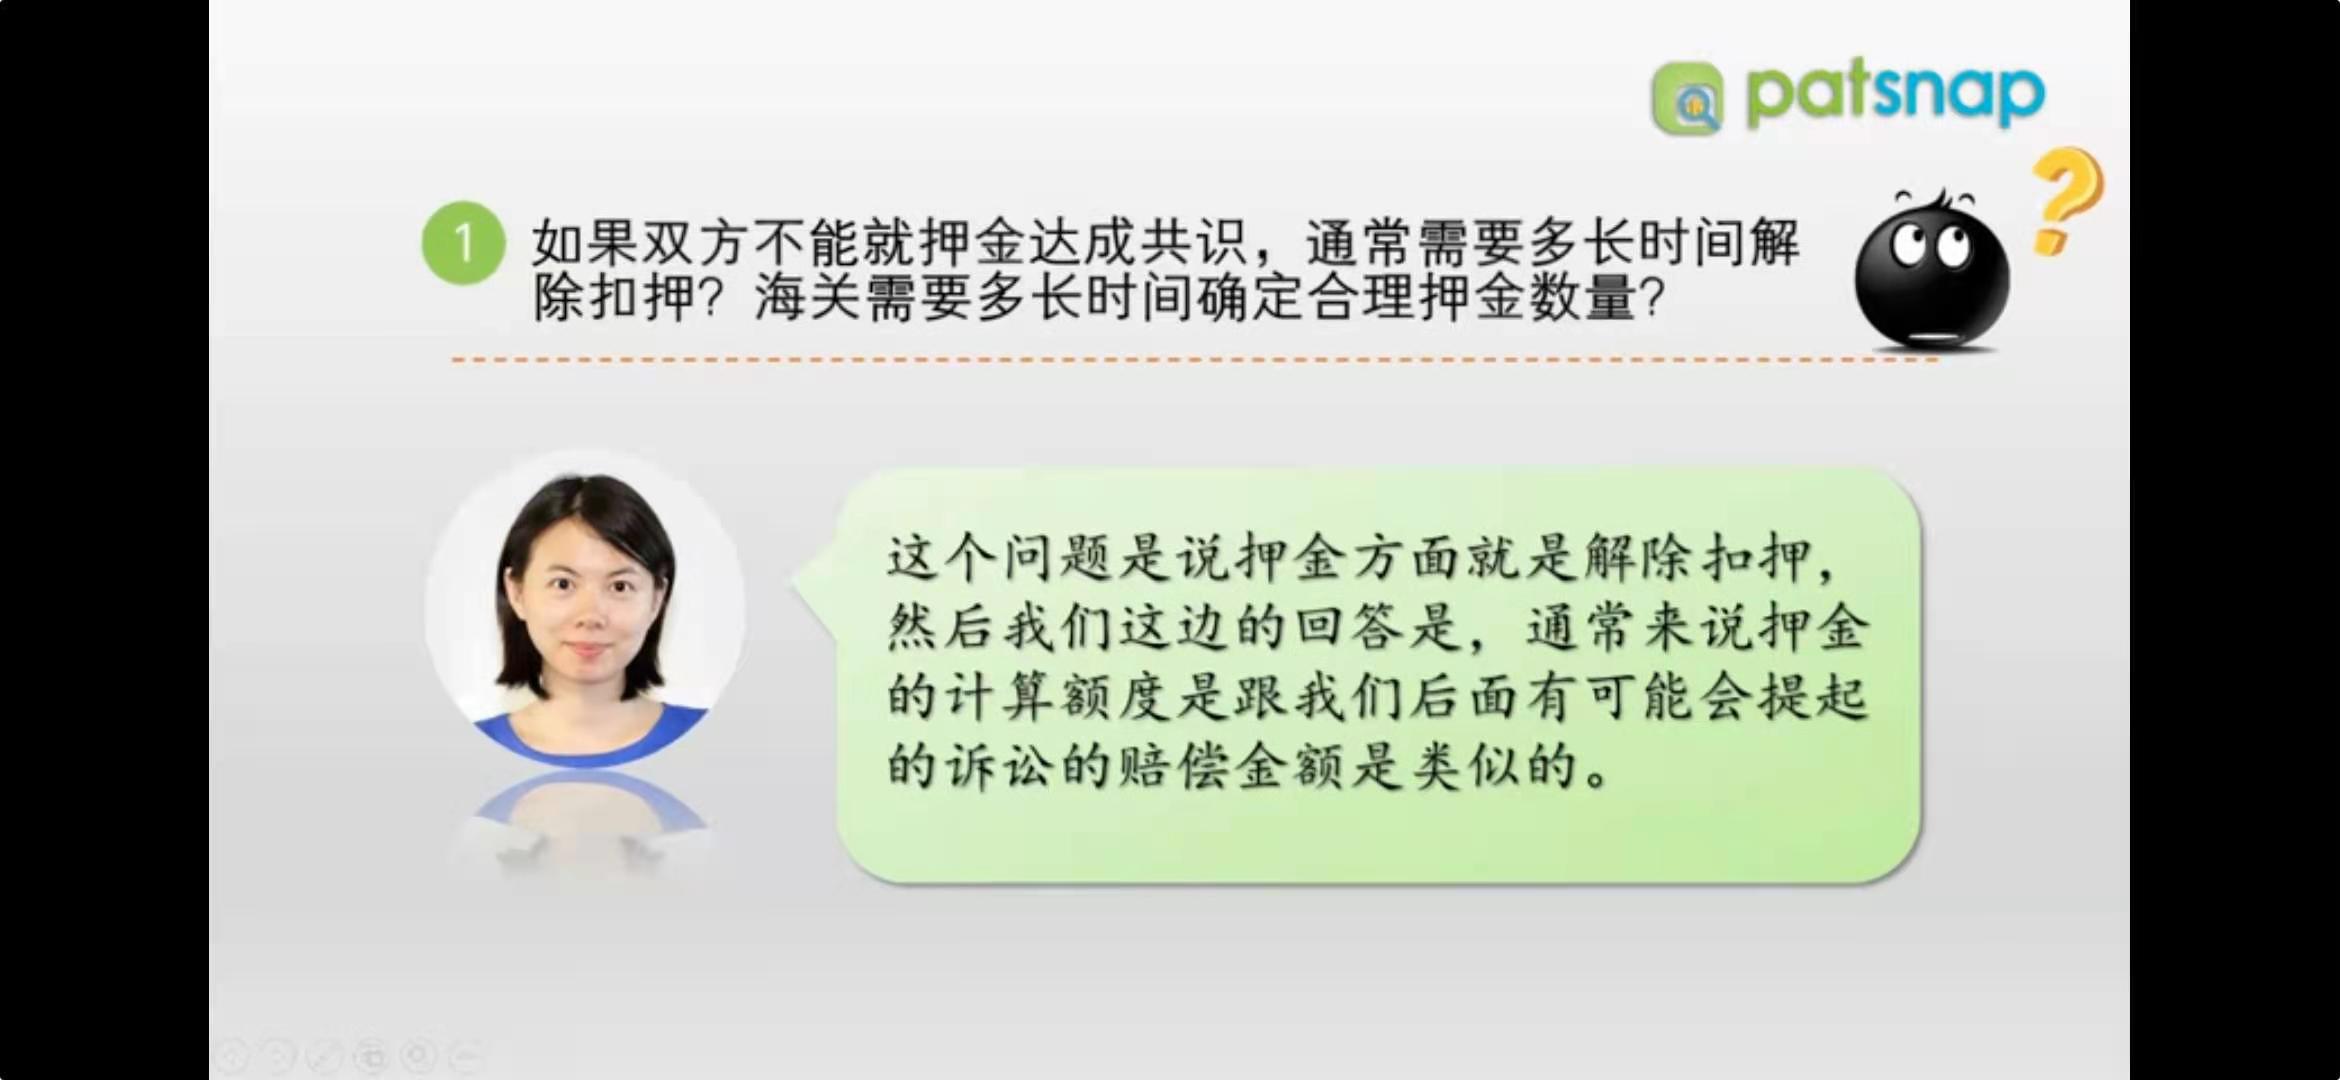 patsnap
1
如果双方不能就押金达成共识，通常需要多长时间解
除扣押？海关需要多长时间确定合理押金数量？
这个问题是说押金方面就是解除扣押，
然后我们这边的回答是，通常来说押金
的计算额度是跟我们后面有可能会提起
的诉讼的赔偿金额是类似的。